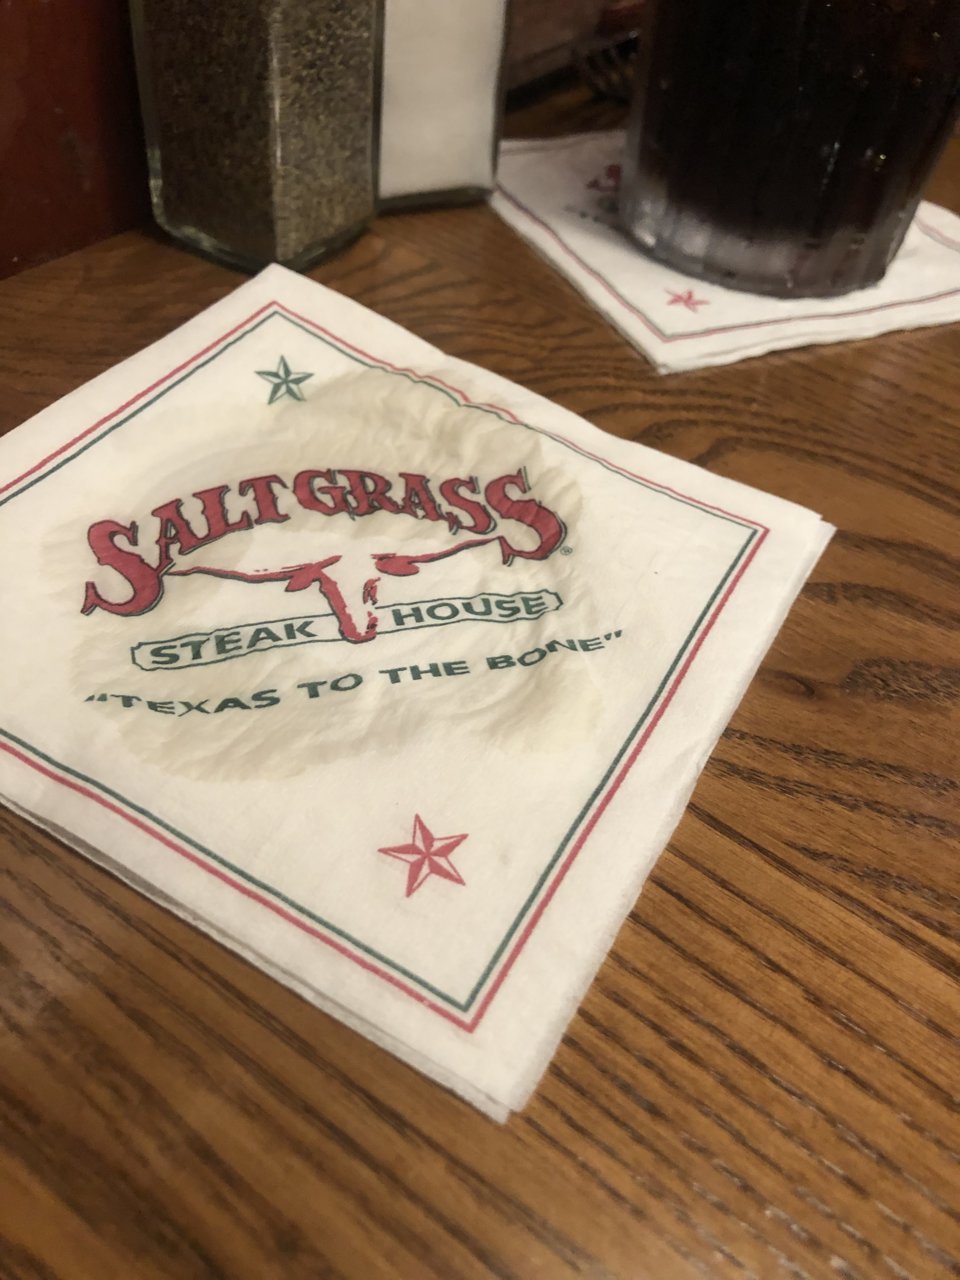 SALTGRASS®
STEAK HOUSE
"TEXAS TO THE BONE"